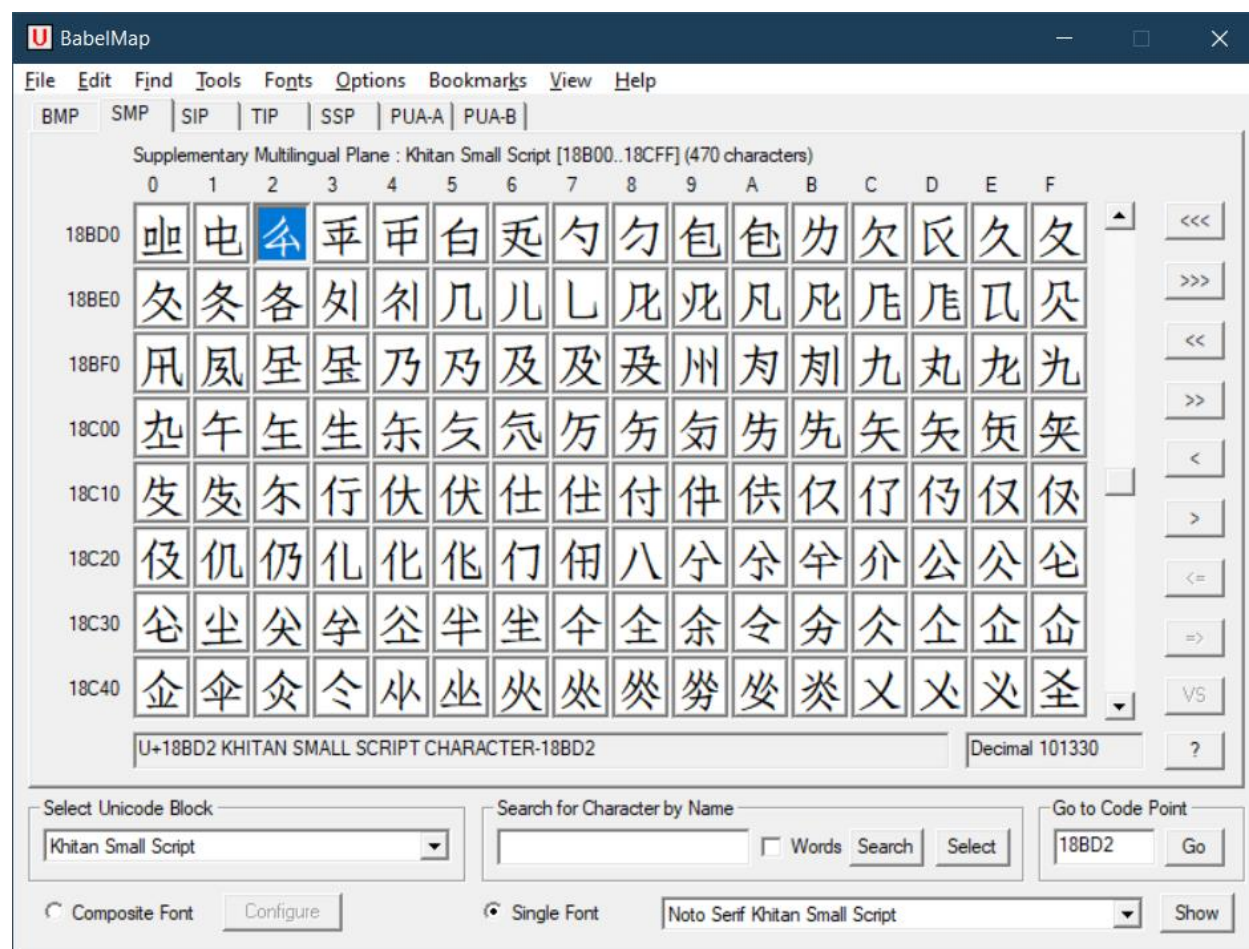 BabelMap
File Edit Find Tools Fonts Options Bookmarks View Help
BMP SMP SIP TIP SSP PUA-A PUA-B
Supplementary Multilingual Plane : Khitan Small Script [18B00..18CFF] (470 characters)
0 1 2 3 4 5 6 7 8 9 A B C D E F
18BD0 𘯐 𘯑 𘯒 𘯓 𘯔 𘯕 𘯖 𘯗 𘯘 𘯙 𘯚 𘯛 𘯜 𘯝 𘯞 𘯟 <<<
18BE0 𘯠 𘯡 𘯢 𘯣 𘯤 𘯥 𘯦 𘯧 𘯨 𘯩 𘯪 𘯫 𘯬 𘯭 𘯮 𘯯 >>>
18BF0 𘯰 𘯱 𘯲 𘯳 𘯴 𘯵 𘯶 𘯷 𘯸 𘯹 𘯺 𘯻 𘯼 𘯽 𘯾 𘯿 <<
18C00 𘰀 𘰁 𘰂 𘰃 𘰄 𘰅 𘰆 𘰇 𘰈 𘰉 𘰊 𘰋 𘰌 𘰍 𘰎 𘰏 >>
<
18C10 𘰐 𘰑 𘰒 𘰓 𘰔 𘰕 𘰖 𘰗 𘰘 𘰙 𘰚 𘰛 𘰜 𘰝 𘰞 𘰟
>
18C20 𘰠 𘰡 𘰢 𘰣 𘰤 𘰥 𘰦 𘰧 𘰨 𘰩 𘰪 𘰫 𘰬 𘰭 𘰮 𘰯 <=
18C30 𘰰 𘰱 𘰲 𘰳 𘰴 𘰵 𘰶 𘰷 𘰸 𘰹 𘰺 𘰻 𘰼 𘰽 𘰾 𘰿 =>
18C40 𘱀 𘱁 𘱂 𘱃 𘱄 𘱅 𘱆 𘱇 𘱈 𘱉 𘱊 𘱋 𘱌 𘱍 𘱎 𘱏 VS
U+18BD2 KHITAN SMALL SCRIPT CHARACTER-18BD2 Decimal 101330 ?
Select Unicode Block Search for Character by Name Go to Code Point
Khitan Small Script Words Search Select 18BD2 Go
Composite Font Configure Single Font Noto Serif Khitan Small Script Show